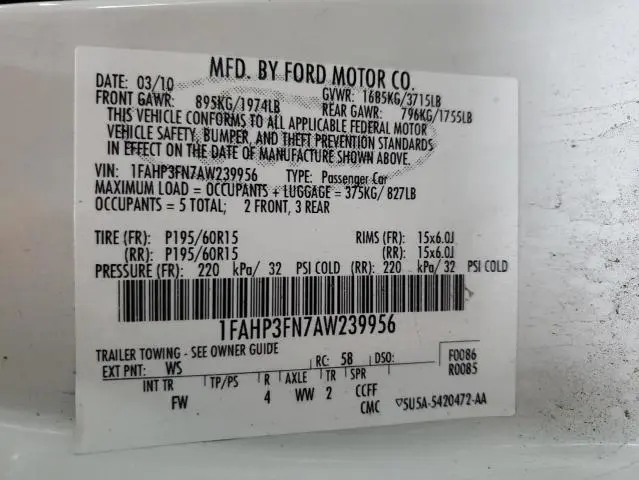 MFD. BY FORD MOTOR CO.
DATE: 03/10 GVWR: 1685KG/3715LB
FRONT GAWR: 895KG/1974LB REAR GAWR: 796KG/1755LB
THIS VEHICLE CONFORMS TO ALL APPLICABLE FEDERAL MOTOR
VEHICLE SAFETY, BUMPER, AND THEFT PREVENTION STANDARDS
IN EFFECT ON THE DATE OF MANUFACTURE SHOWN ABOVE.
VIN: 1FAHP3FN7AW239956 TYPE: Passenger Car
MAXIMUM LOAD = OCCUPANTS + LUGGAGE = 375KG/ 827LB
OCCUPANTS = 5 TOTAL; 2 FRONT, 3 REAR
TIRE (FR): P195/60R15 RIMS (FR): 15x6.0J
(RR): P195/60R15 (RR): 15x6.0J
PRESSURE (FR): 220 kPa/ 32 PSI COLD (RR): 220 kPa/ 32 PSI COLD
1FAHP3FN7AW239956
TRAILER TOWING - SEE OWNER GUIDE
EXT PNT: WS RC: 58 DSO: F0086
R0085
INT TR TP/PS R AXLE TR SPR
FW 4 WW 2 CCFF
CMC ▽5U5A-5420472-AA